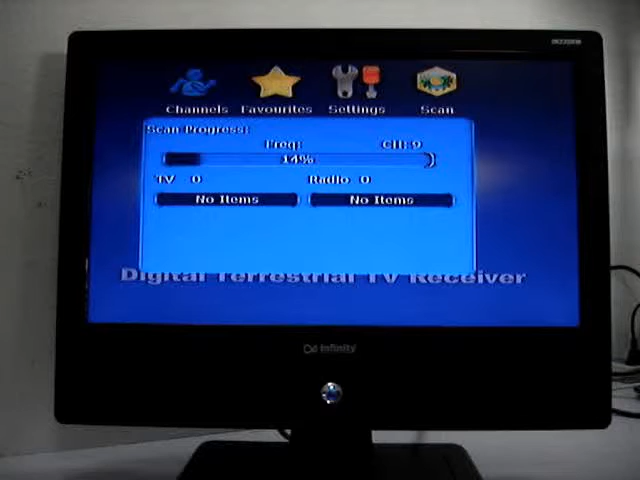 Channels Favourites Settings Scan
Scan Progress:
Freq: CH: 9
14%
TV 0 Radio 0
No Items No Items
Digital Terrestrial TV Receiver
infinity